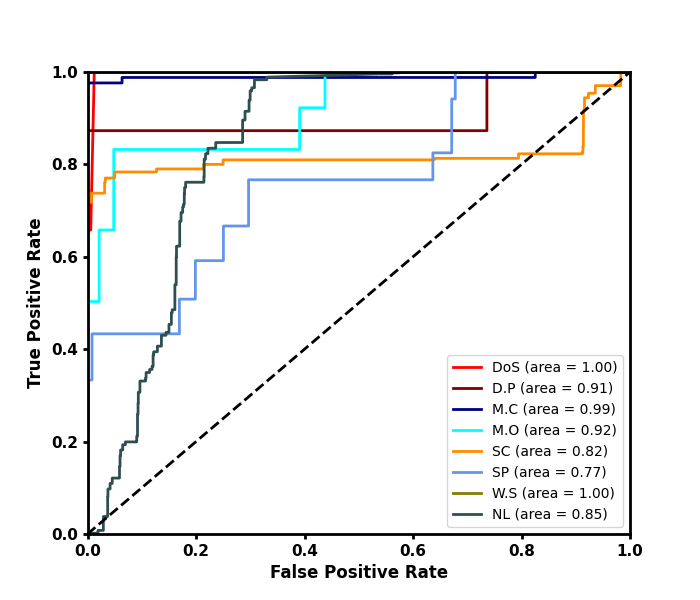 1.0
0.8
0.6
0.4
0.2
0.0
True Positive Rate
DoS (area = 1.00)
D.P (area = 0.91)
M.C (area = 0.99)
M.O (area = 0.92)
SC (area = 0.82)
SP (area = 0.77)
W.S (area = 1.00)
NL (area = 0.85)
0.0 0.2 0.4 0.6 0.8 1.0
False Positive Rate